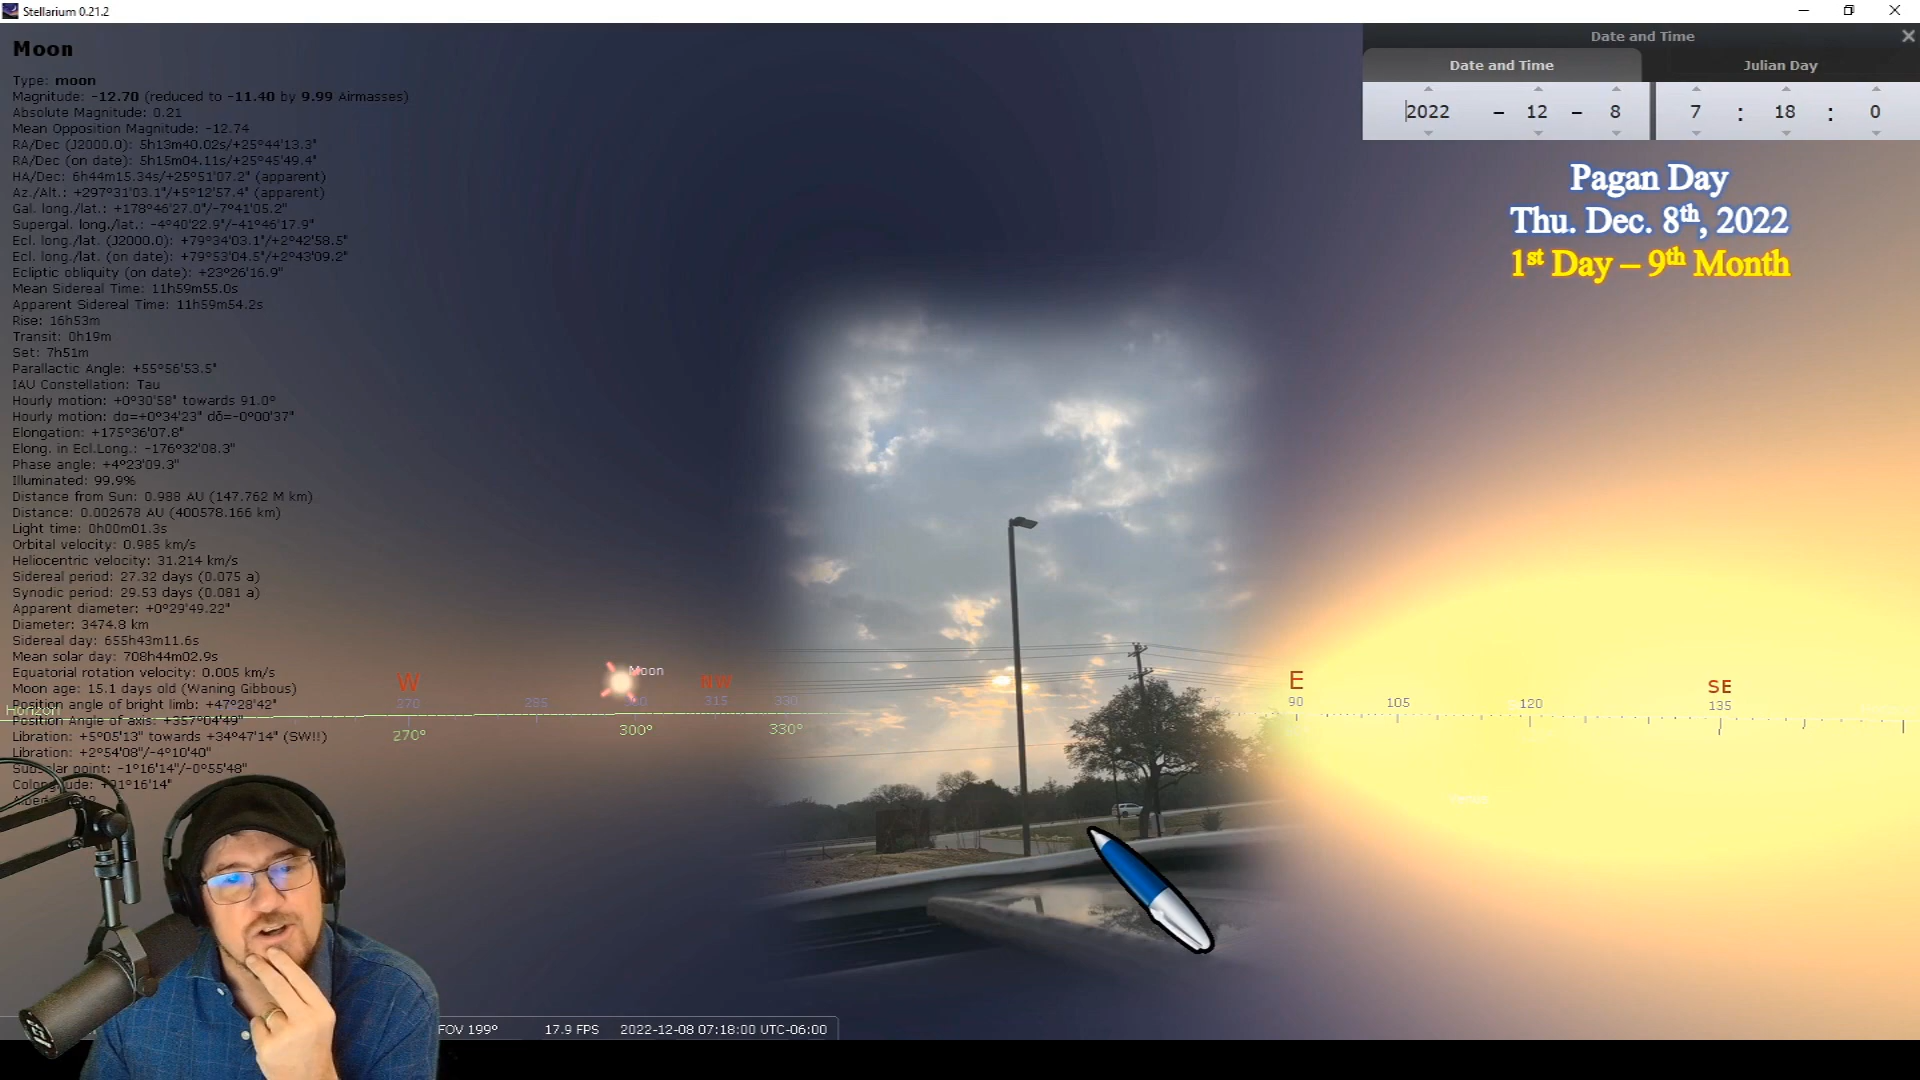 Stellarium 0.21.2
Moon
Type: moon
Magnitude: -12.70 (reduced to -11.40 by 9.99 Airmasses)
Absolute Magnitude: 0.21
Mean Opposition Magnitude: -12.74
RA/Dec (J2000.0): 5h13m40.02s/+25°44'13.3"
RA/Dec (on date): 5h15m04.11s/+25°45'49.4"
HA/Dec: 6h44m15.34s/+25°51'07.2" (apparent)
Az./Alt.: +297°31'03.1"/+5°12'57.4" (apparent)
Gal. long./lat.: +178°46'27.0"/-7°41'05.2"
Supergal. long./lat.: -4°40'22.9"/-41°46'17.9"
Ecl. long./lat. (J2000.0): +79°34'03.1"/+2°42'58.5"
Ecl. long./lat. (on date): +79°53'04.5"/+2°43'09.2"
Ecliptic obliquity (on date): +23°26'16.9"
Mean Sidereal Time: 11h59m55.0s
Apparent Sidereal Time: 11h59m54.2s
Rise: 16h53m
Transit: 0h19m
Set: 7h51m
Parallactic Angle: +55°56'53.5"
IAU Constellation: Tau
Hourly motion: +0°30'58" towards 91.0°
Hourly motion: dα=+0°34'23" dδ=-0°00'37"
Elongation: +175°36'07.8"
Elong. in Ecl.Long.: -176°32'08.3"
Phase angle: +4°23'09.3"
Illuminated: 99.9%
Distance from Sun: 0.988 AU (147.762 M km)
Distance: 0.002678 AU (400578.166 km)
Light time: 0h00m01.3s
Orbital velocity: 0.985 km/s
Heliocentric velocity: 31.214 km/s
Sidereal period: 27.32 days (0.075 a)
Synodic period: 29.53 days (0.081 a)
Apparent diameter: +0°29'49.22"
Diameter: 3474.8 km
Sidereal day: 655h43m11.6s
Mean solar day: 708h44m02.9s
Equatorial rotation velocity: 0.005 km/s
Moon age: 15.1 days old (Waning Gibbous)
Position angle of bright limb: +47°28'42"
Position Angle of axis: +357°04'49"
Libration: +5°05'13" towards +34°47'14" (SW!!)
Libration: +2°54'08"/-4°10'40"
Subsolar point: -1°16'14"/-0°55'48"
Colongitude: +91°16'14"
Date and Time
Date and Time Julian Day
2022 - 12 - 8 7 : 18 : 0
Pagan Day
Thu. Dec. 8th, 2022
1st Day – 9th Month
Moon
W NW E SE
270 285 300 315 330 90 105 120 135
Horizon
270° 300° 330°
FOV 199° 17.9 FPS 2022-12-08 07:18:00 UTC-06:00